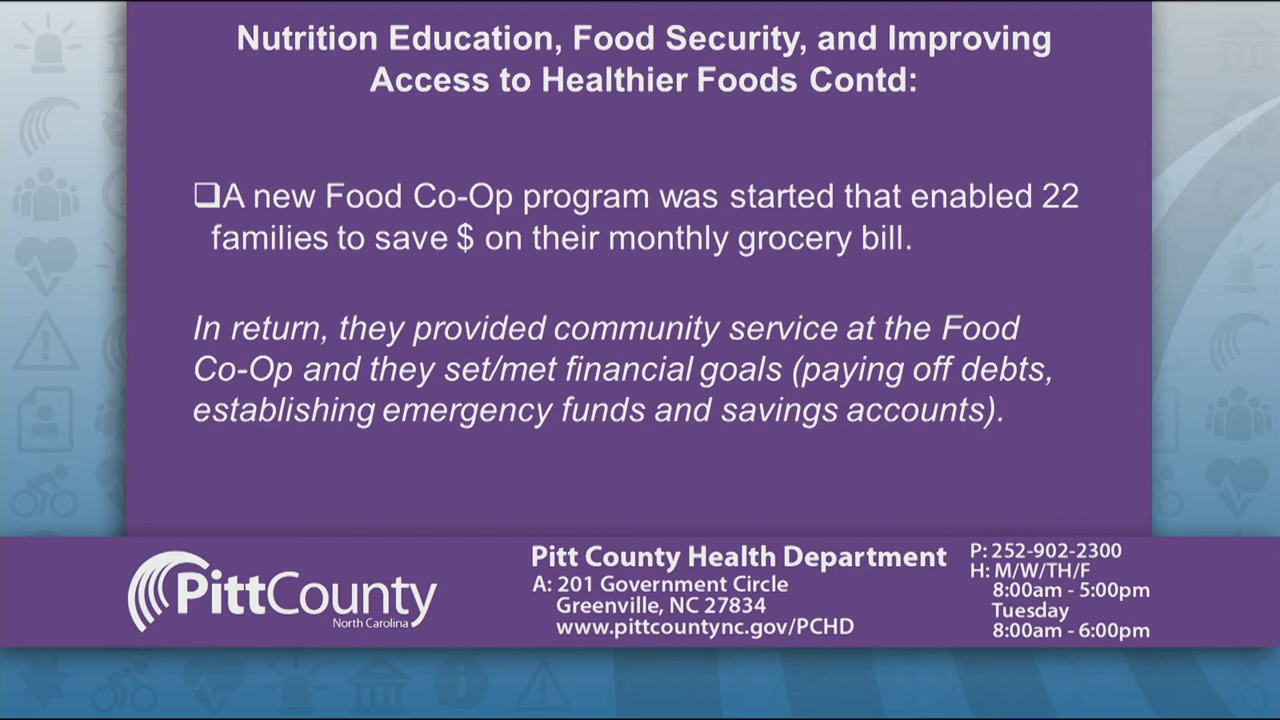 Nutrition Education, Food Security, and Improving
Access to Healthier Foods Contd:
❑A new Food Co-Op program was started that enabled 22
families to save $ on their monthly grocery bill.
In return, they provided community service at the Food
Co-Op and they set/met financial goals (paying off debts,
establishing emergency funds and savings accounts).
PittCounty
North Carolina
Pitt County Health Department
A: 201 Government Circle
Greenville, NC 27834
www.pittcountync.gov/PCHD
P: 252-902-2300
H: M/W/TH/F
8:00am - 5:00pm
Tuesday
8:00am - 6:00pm